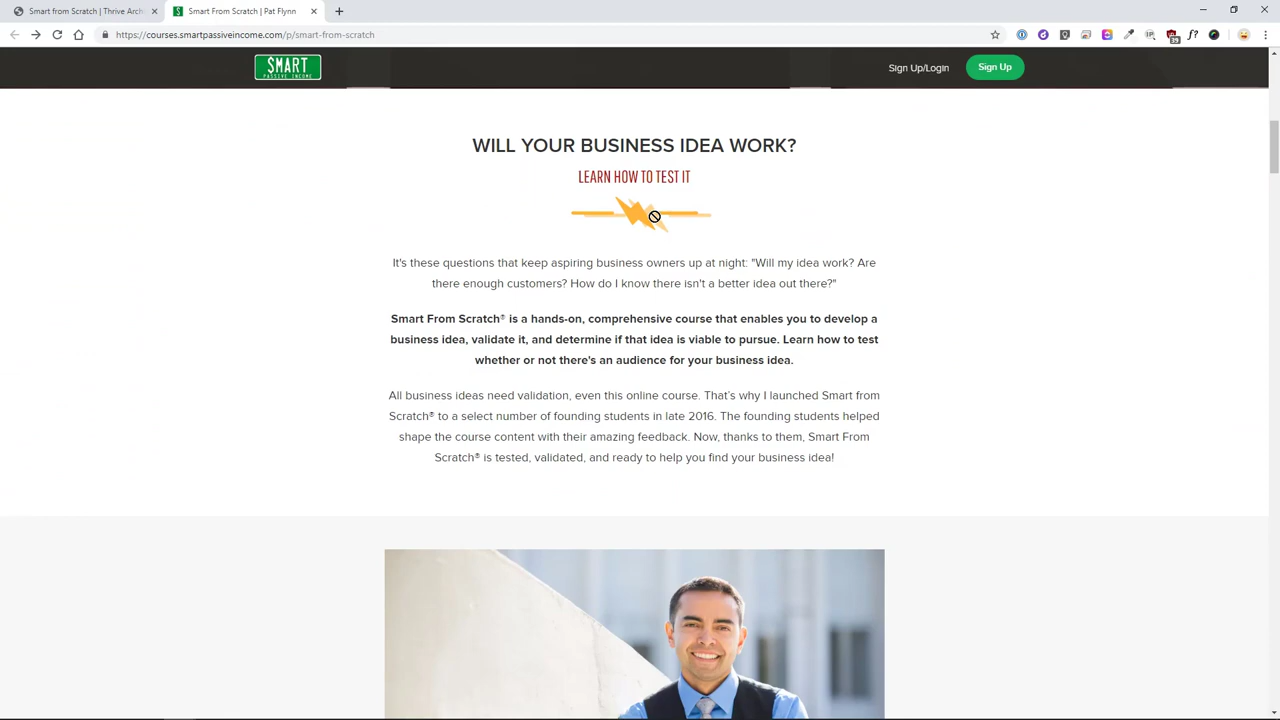 Smart from Scratch | Thrive Arch
Smart From Scratch | Pat Flynn
https://courses.smartpassiveincome.com/p/smart-from-scratch
SMART
PASSIVE INCOME
Sign Up/Login
Sign Up
WILL YOUR BUSINESS IDEA WORK?
LEARN HOW TO TEST IT
It's these questions that keep aspiring business owners up at night: "Will my idea work? Are
there enough customers? How do I know there isn't a better idea out there?"
Smart From Scratch® is a hands-on, comprehensive course that enables you to develop a
business idea, validate it, and determine if that idea is viable to pursue. Learn how to test
whether or not there's an audience for your business idea.
All business ideas need validation, even this online course. That's why I launched Smart from
Scratch® to a select number of founding students in late 2016. The founding students helped
shape the course content with their amazing feedback. Now, thanks to them, Smart From
Scratch® is tested, validated, and ready to help you find your business idea!